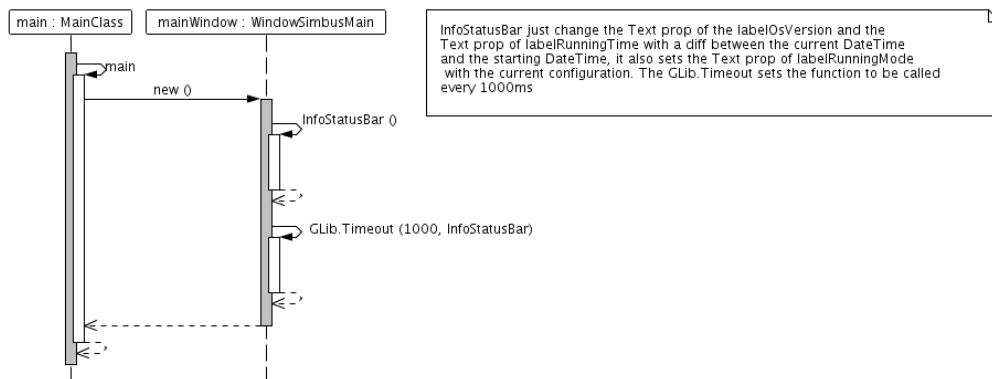 main : MainClass
mainWindow : WindowSimbusMain
InfoStatusBar just change the Text prop of the labelOsVersion and the
Text prop of labelRunningTime with a diff between the current DateTime
and the starting DateTime, it also sets the Text prop of labelRunningMode
with the current configuration. The GLib.Timeout sets the function to be called
every 1000ms
main
new ()
InfoStatusBar ()
GLib.Timeout (1000, InfoStatusBar)